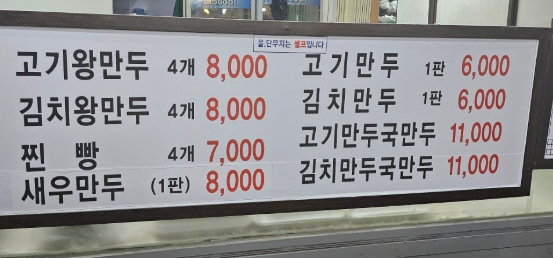 물,단무지는 셀프입니다
고기왕만두 4개 8,000
김치왕만두 4개 8,000
찐 빵 4개 7,000
새우만두 (1판) 8,000
고기만두 1판 6,000
김치만두 1판 6,000
고기만두국만두 11,000
김치만두국만두 11,000